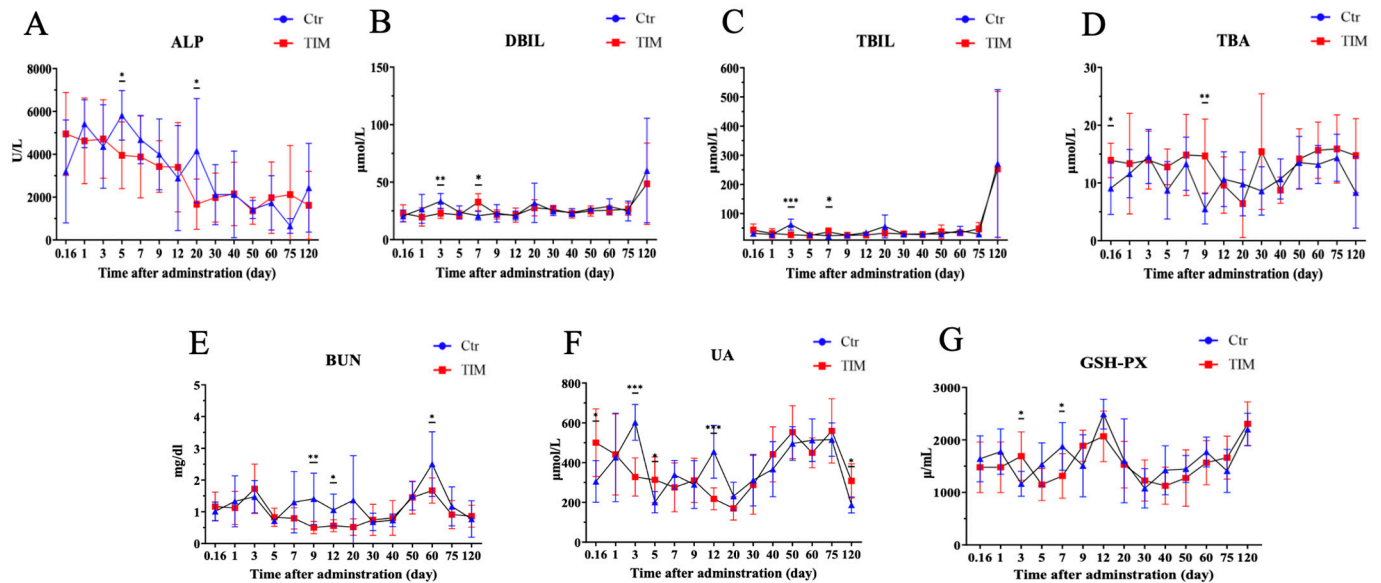 A
ALP
Ctr
TIM
U/L
8000
6000
4000
2000
0
*
*
0.16 1 3 5 7 9 12 20 30 40 50 60 75 120
Time after adminstration (day)
B
DBIL
Ctr
TIM
μmol/L
150
100
50
0
**
*
0.16 1 3 5 7 9 12 20 30 40 50 60 75 120
Time after adminstration (day)
C
TBIL
Ctr
TIM
μmol/L
600
500
400
300
200
100
***
*
0.16 1 3 5 7 9 12 20 30 40 50 60 75 120
Time after adminstration (day)
D
TBA
Ctr
TIM
μmol/L
30
20
10
0
*
**
0.16 1 3 5 7 9 12 20 30 40 50 60 75 120
Time after adminstration (day)
E
BUN
Ctr
TIM
mg/dl
5
4
3
2
1
0
**
*
*
0.16 1 3 5 7 9 12 20 30 40 50 60 75 120
Time after adminstration (day)
F
UA
Ctr
TIM
μmol/L
800
600
400
200
0
*
***
*
***
*
0.16 1 3 5 7 9 12 20 30 40 50 60 75 120
Time after adminstration (day)
G
GSH-PX
Ctr
TIM
μ/mL
3000
2000
1000
0
*
*
0.16 1 3 5 7 9 12 20 30 40 50 60 75 120
Time after adminstration (day)